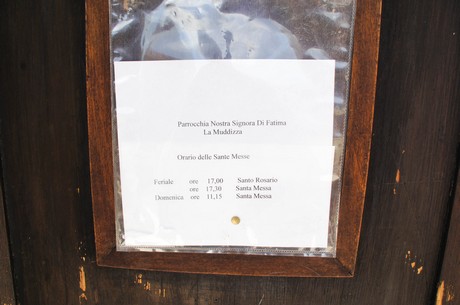 Parrocchia Nostra Signora Di Fatima
La Muddizza
Orario delle Sante Messe
Feriale ore 17,00 Santo Rosario
ore 17,30 Santa Messa
Domenica ore 11,15 Santa Messa